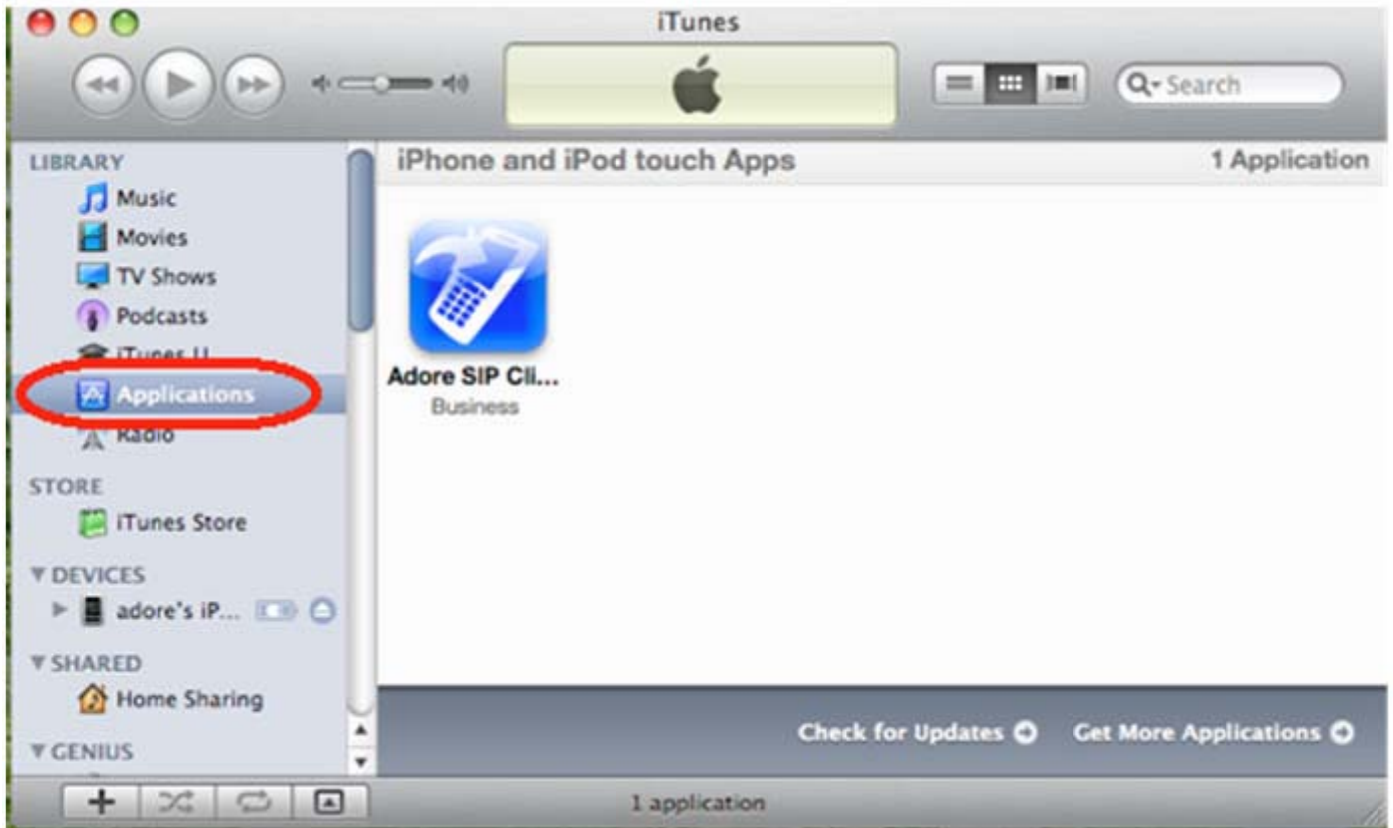 iTunes
Search
LIBRARY
Music
Movies
TV Shows
Podcasts
iTunes U
Applications
Radio
STORE
iTunes Store
DEVICES
adore's iP...
SHARED
Home Sharing
GENIUS
iPhone and iPod touch Apps
1 Application
Adore SIP Cli...
Business
Check for Updates
Get More Applications
1 application